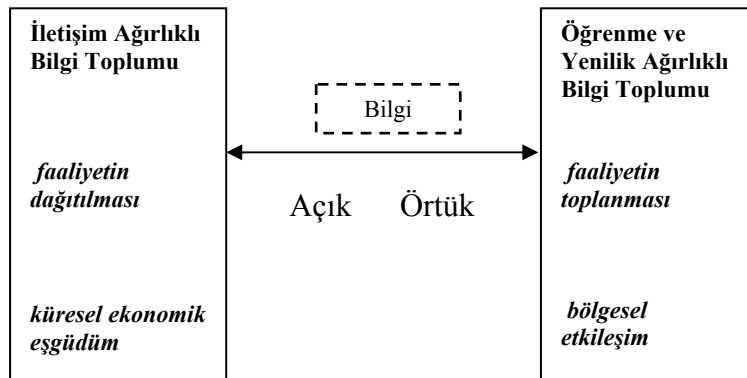 İletişim Ağırlıklı
Bilgi Toplumu
faaliyetin
dağıtılması
küresel ekonomik
eşgüdüm
Bilgi
Açık Örtük
Öğrenme ve
Yenilik Ağırlıklı
Bilgi Toplumu
faaliyetin
toplanması
bölgesel
etkileşim